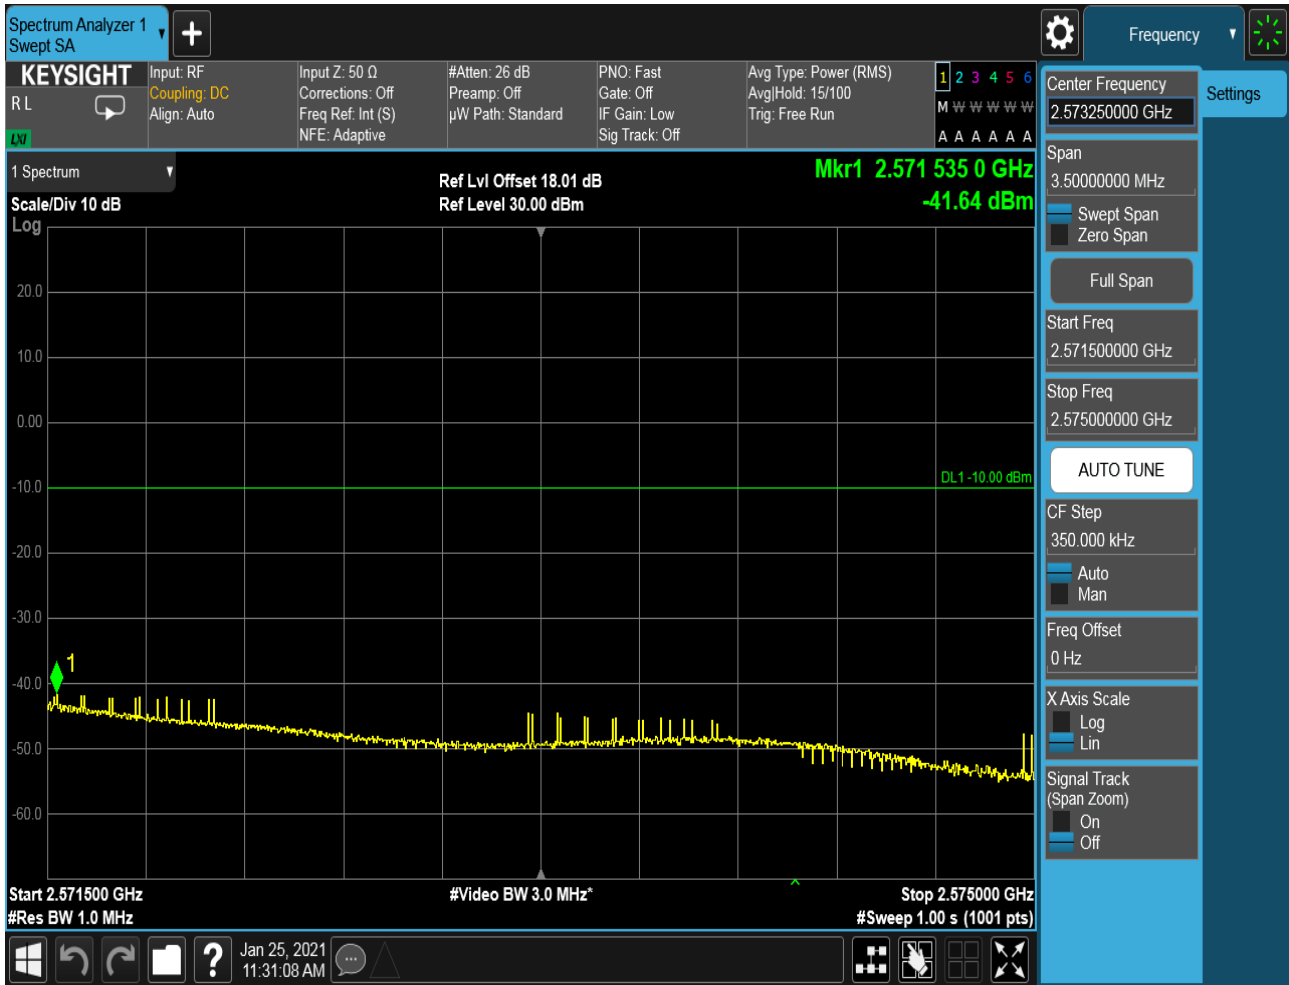 Spectrum Analyzer 1
Swept SA
Frequency
KEYSIGHT
R L
LXI
Input: RF
Coupling: DC
Align: Auto
Input Z: 50 Ω
Corrections: Off
Freq Ref: Int (S)
NFE: Adaptive
#Atten: 26 dB
Preamp: Off
µW Path: Standard
PNO: Fast
Gate: Off
IF Gain: Low
Sig Track: Off
Avg Type: Power (RMS)
Avg|Hold: 15/100
Trig: Free Run
1 2 3 4 5 6
M W W W W W
A A A A A A
1 Spectrum
Scale/Div 10 dB
Log
Ref Lvl Offset 18.01 dB
Ref Level 30.00 dBm
Mkr1 2.571 535 0 GHz
-41.64 dBm
20.0
10.0
0.00
-10.0
-20.0
-30.0
-40.0
-50.0
-60.0
DL1 -10.00 dBm
1
Start 2.571500 GHz
#Res BW 1.0 MHz
#Video BW 3.0 MHz*
Stop 2.575000 GHz
#Sweep 1.00 s (1001 pts)
Jan 25, 2021
11:31:08 AM
Center Frequency
2.573250000 GHz
Settings
Span
3.50000000 MHz
Swept Span
Zero Span
Full Span
Start Freq
2.571500000 GHz
Stop Freq
2.575000000 GHz
AUTO TUNE
CF Step
350.000 kHz
Auto
Man
Freq Offset
0 Hz
X Axis Scale
Log
Lin
Signal Track
(Span Zoom)
On
Off